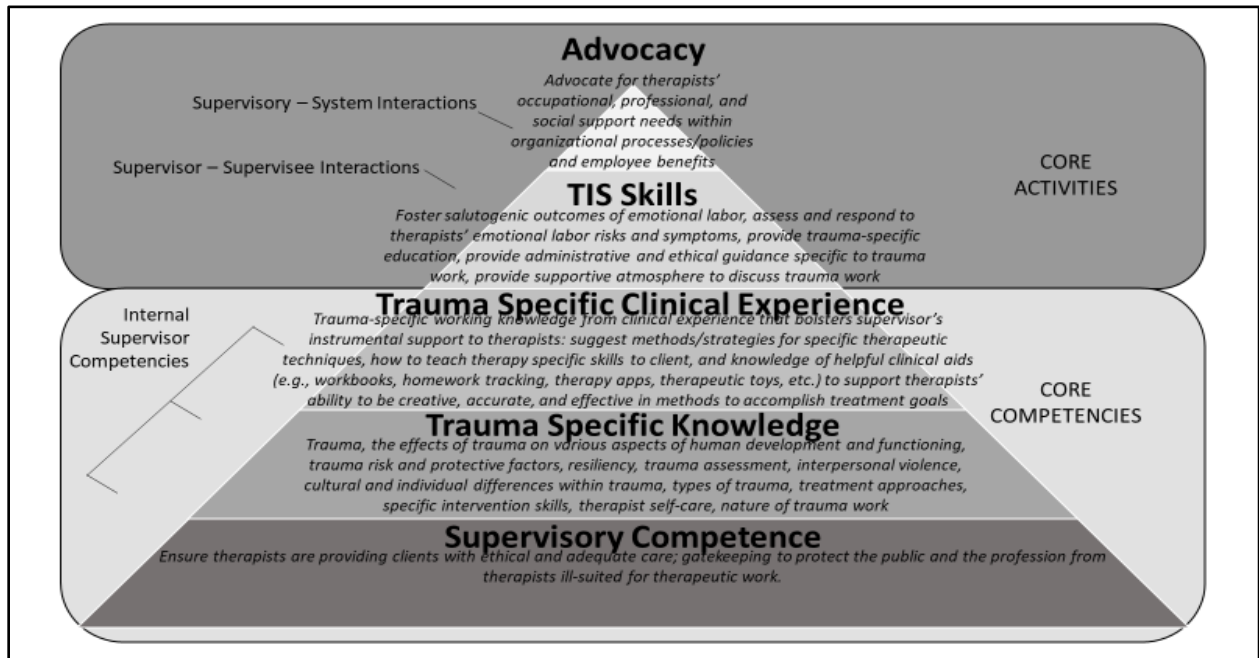 Advocacy
Advocate for therapists’
occupational, professional, and
social support needs within
organizational processes/policies
and employee benefits
Supervisory – System Interactions
Supervisor – Supervisee Interactions
CORE
ACTIVITIES
TIS Skills
Foster salutogenic outcomes of emotional labor, assess and respond to
therapists’ emotional labor risks and symptoms, provide trauma-specific
education, provide administrative and ethical guidance specific to trauma
work, provide supportive atmosphere to discuss trauma work
Internal
Supervisor
Competencies
Trauma Specific Clinical Experience
Trauma-specific working knowledge from clinical experience that bolsters supervisor’s
instrumental support to therapists: suggest methods/strategies for specific therapeutic
techniques, how to teach therapy specific skills to client, and knowledge of helpful clinical aids
(e.g., workbooks, homework tracking, therapy apps, therapeutic toys, etc.) to support therapists’
ability to be creative, accurate, and effective in methods to accomplish treatment goals
CORE
COMPETENCIES
Trauma Specific Knowledge
Trauma, the effects of trauma on various aspects of human development and functioning,
trauma risk and protective factors, resiliency, trauma assessment, interpersonal violence,
cultural and individual differences within trauma, types of trauma, treatment approaches,
specific intervention skills, therapist self-care, nature of trauma work
Supervisory Competence
Ensure therapists are providing clients with ethical and adequate care; gatekeeping to protect the public and the profession from
therapists ill-suited for therapeutic work.